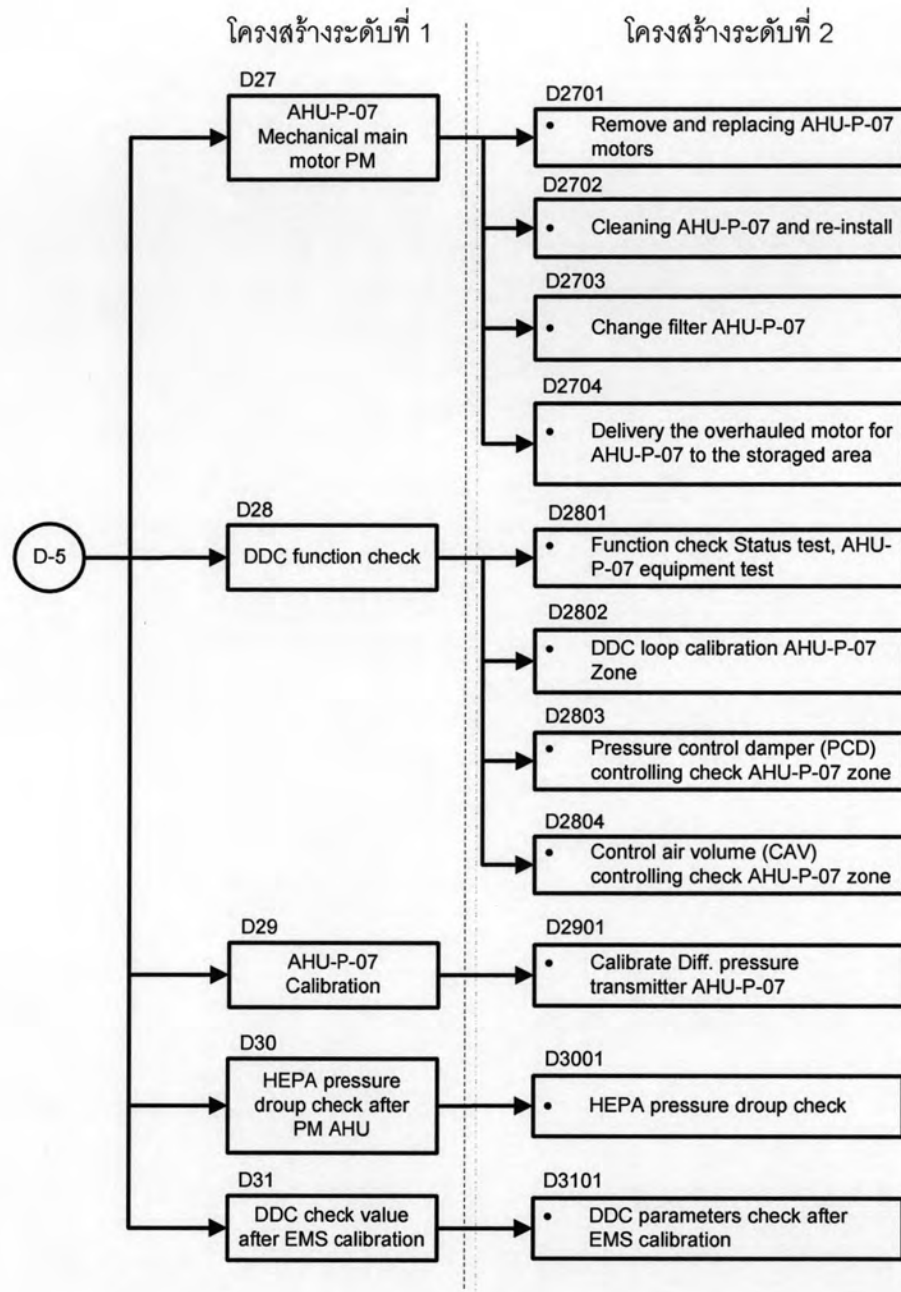 โครงสร้างระดับที่ 1
โครงสร้างระดับที่ 2
D-5
D27
AHU-P-07
Mechanical main
motor PM
D2701
• Remove and replacing AHU-P-07
motors
D2702
• Cleaning AHU-P-07 and re-install
D2703
• Change filter AHU-P-07
D2704
• Delivery the overhauled motor for
AHU-P-07 to the storaged area
D28
DDC function check
D2801
• Function check Status test, AHU-
P-07 equipment test
D2802
• DDC loop calibration AHU-P-07
Zone
D2803
• Pressure control damper (PCD)
controlling check AHU-P-07 zone
D2804
• Control air volume (CAV)
controlling check AHU-P-07 zone
D29
AHU-P-07
Calibration
D2901
• Calibrate Diff. pressure
transmitter AHU-P-07
D30
HEPA pressure
droup check after
PM AHU
D3001
• HEPA pressure droup check
D31
DDC check value
after EMS calibration
D3101
• DDC parameters check after
EMS calibration